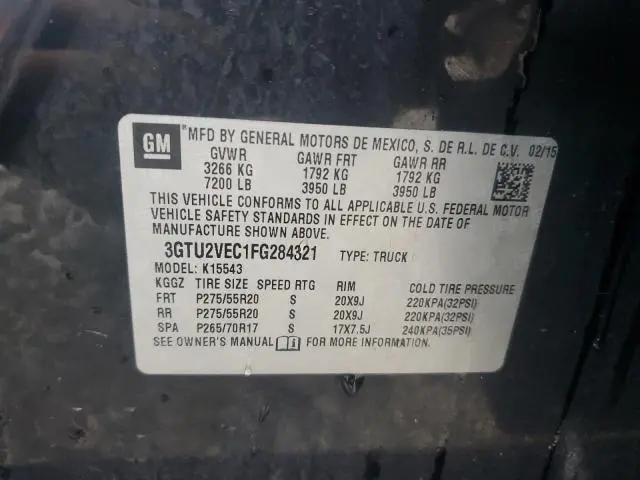 GM
MFD BY GENERAL MOTORS DE MEXICO, S. DE R.L. DE C.V. 02/15
GVWR GAWR FRT GAWR RR
3266 KG 1792 KG 1792 KG
7200 LB 3950 LB 3950 LB
THIS VEHICLE CONFORMS TO ALL APPLICABLE U.S. FEDERAL MOTOR
VEHICLE SAFETY STANDARDS IN EFFECT ON THE DATE OF
MANUFACTURE SHOWN ABOVE.
3GTU2VEC1FG284321 TYPE: TRUCK
MODEL: K15543
KGGZ TIRE SIZE SPEED RTG RIM COLD TIRE PRESSURE
FRT P275/55R20 S 20X9J 220KPA(32PSI)
RR P275/55R20 S 20X9J 220KPA(32PSI)
SPA P265/70R17 S 17X7.5J 240KPA(35PSI)
SEE OWNER'S MANUAL FOR MORE INFORMATION.